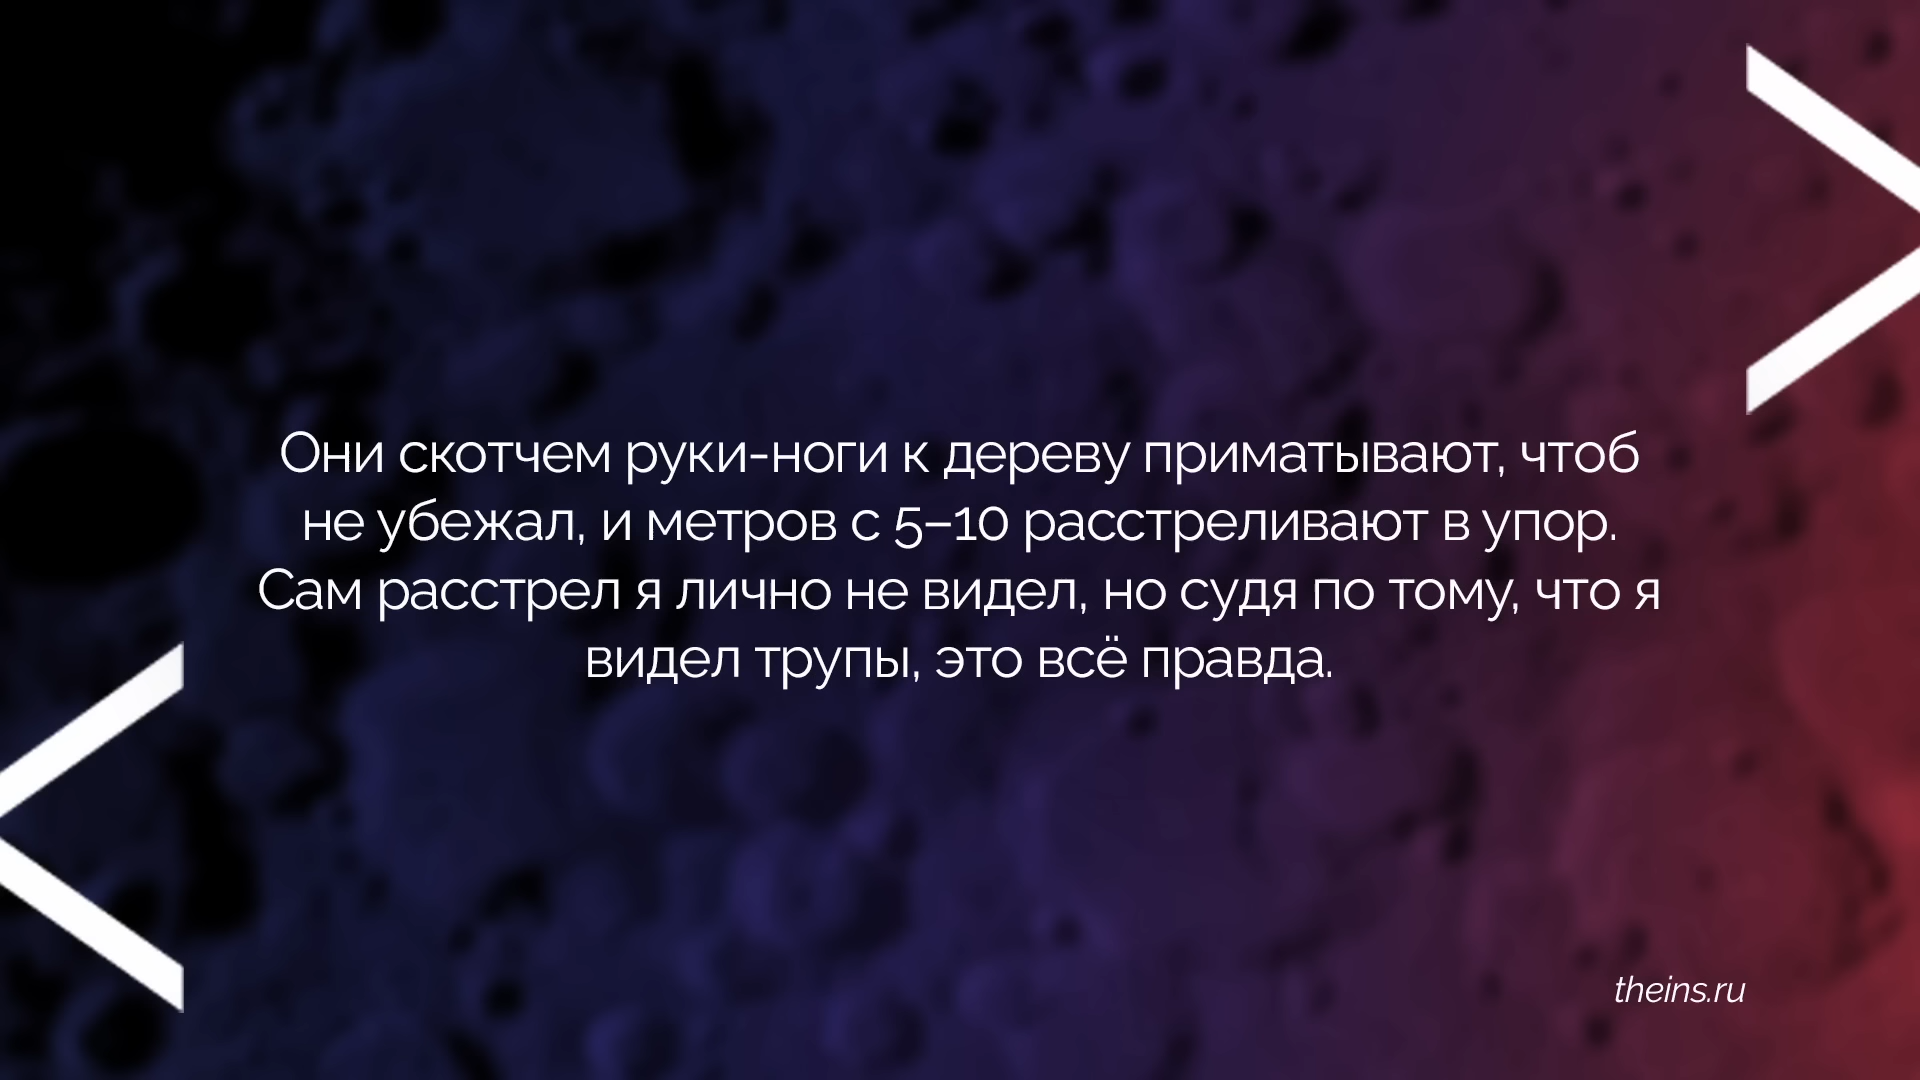 Они скотчем руки-ноги к дереву приматывают, чтоб
не убежал, и метров с 5–10 расстреливают в упор.
Сам расстрел я лично не видел, но судя по тому, что я
видел трупы, это всё правда.
theins.ru